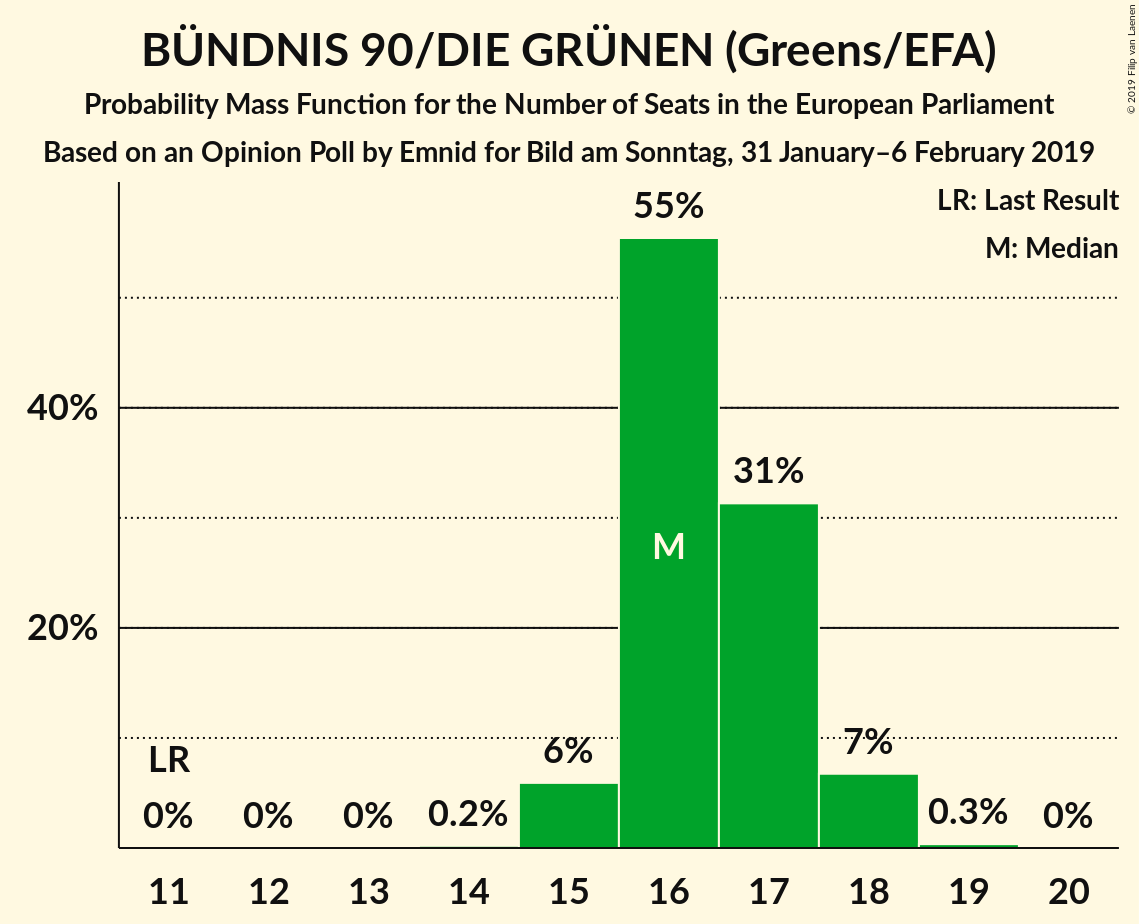 BÜNDNIS 90/DIE GRÜNEN (Greens/EFA)
Probability Mass Function for the Number of Seats in the European Parliament
Based on an Opinion Poll by Emnid for Bild am Sonntag, 31 January–6 February 2019
© 2019 Filip van Laenen
LR: Last Result
M: Median
55%
40%
31%
M
20%
LR
6%
7%
0% 0% 0% 0.2% 0.3% 0%
11 12 13 14 15 16 17 18 19 20